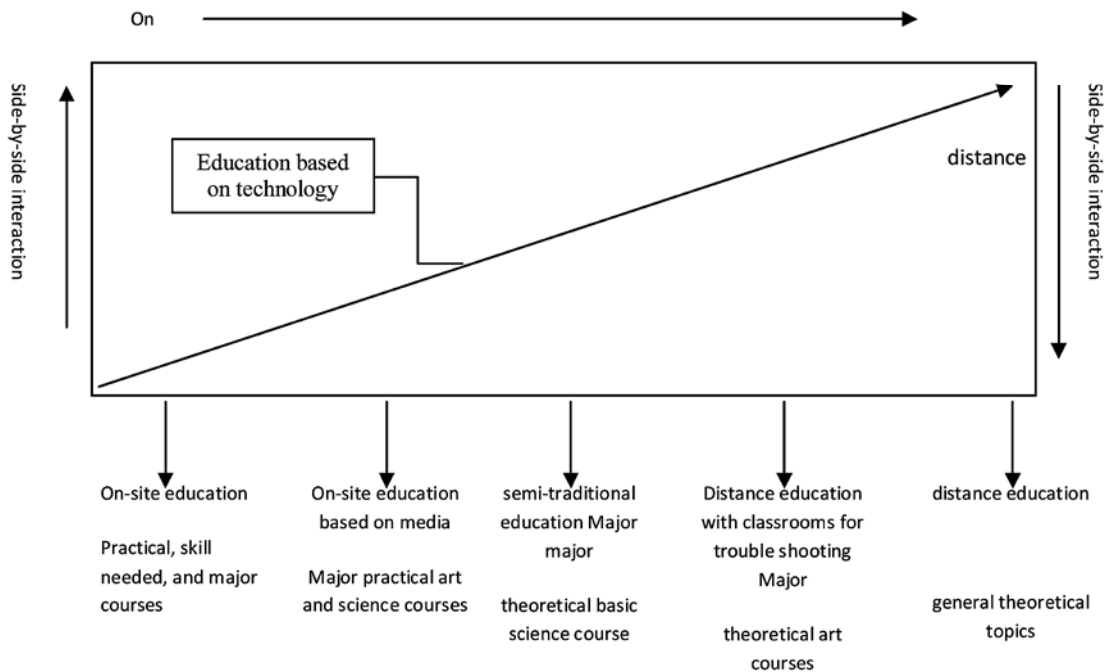 On
Side-by-side interaction
Side-by-side interaction
Education based
on technology
distance
On-site education
Practical, skill
needed, and major
courses
On-site education
based on media
Major practical art
and science courses
semi-traditional
education Major
major
theoretical basic
science course
Distance education
with classrooms for
trouble shooting
Major
theoretical art
courses
distance education
general theoretical
topics